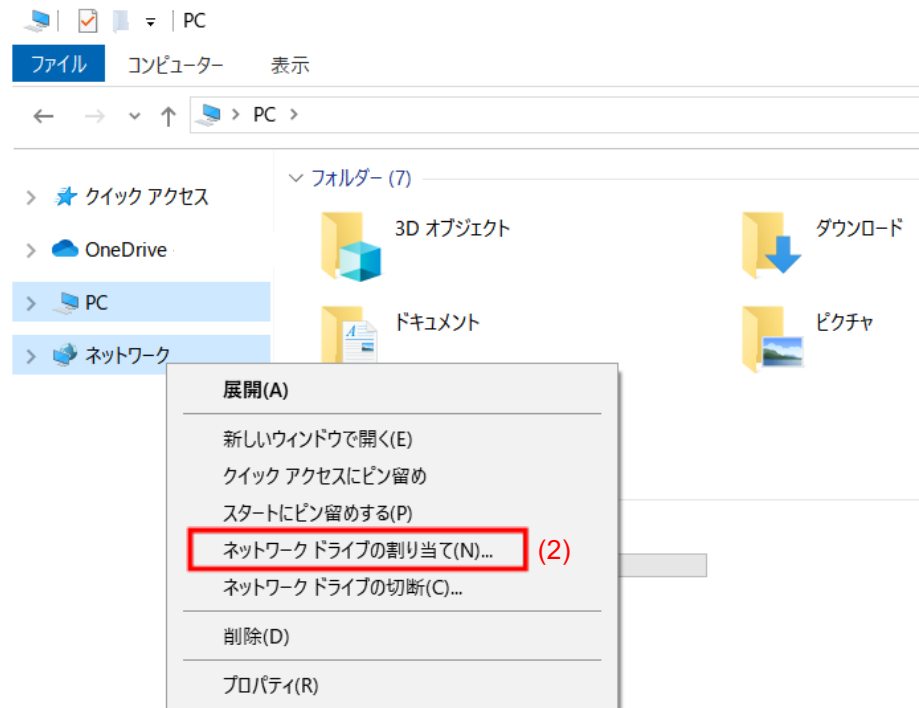 PC
ファイル コンピューター 表示
PC
フォルダー (7)
クイック アクセス
OneDrive
PC
ネットワーク
3D オブジェクト
ダウンロード
ドキュメント
ピクチャ
展開(A)
新しいウィンドウで開く(E)
クイック アクセスにピン留め
スタートにピン留めする(P)
ネットワーク ドライブの割り当て(N)... (2)
ネットワーク ドライブの切断(C)...
削除(D)
プロパティ(R)